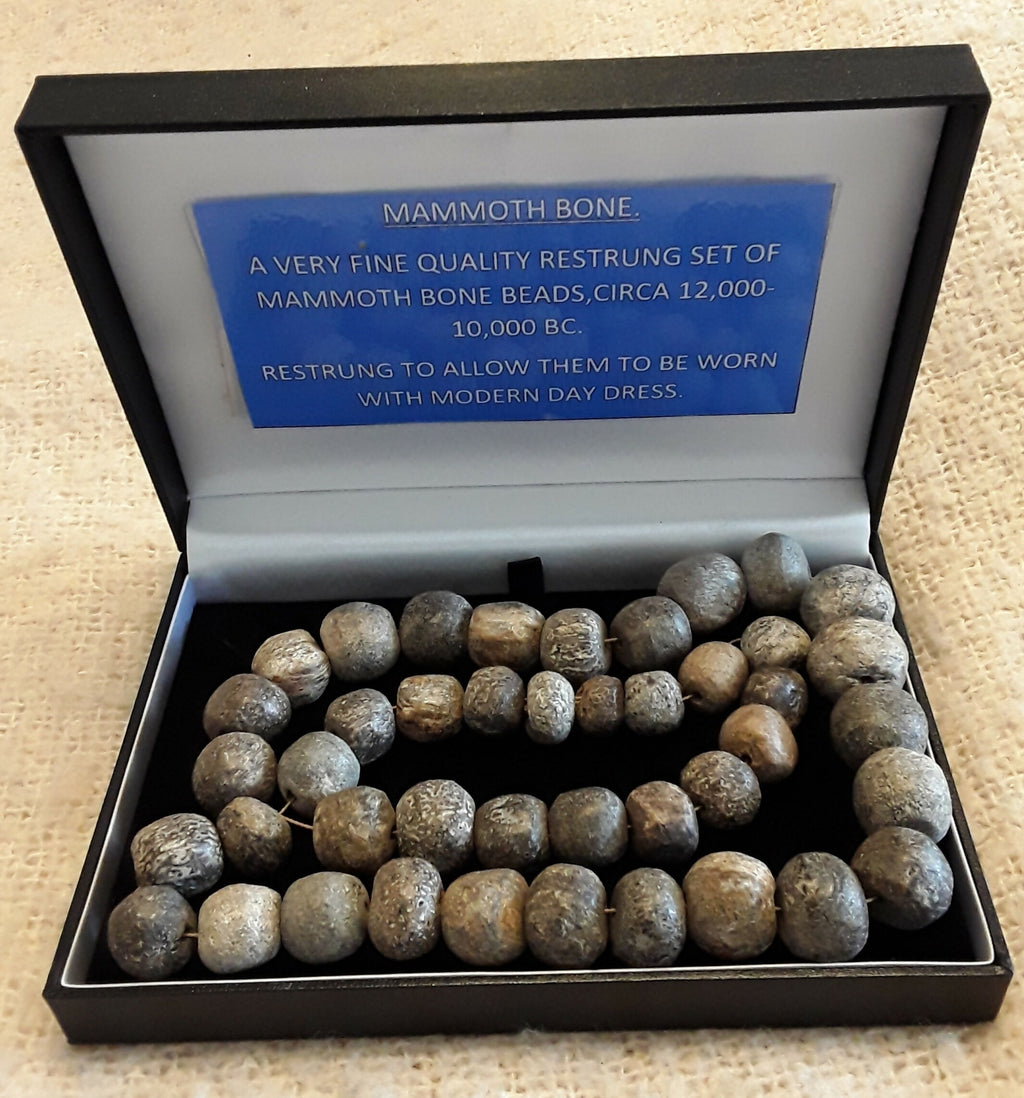 MAMMOTH BONE.
A VERY FINE QUALITY RESTRUNG SET OF
MAMMOTH BONE BEADS,CIRCA 12,000-
10,000 BC.
RESTRUNG TO ALLOW THEM TO BE WORN
WITH MODERN DAY DRESS.